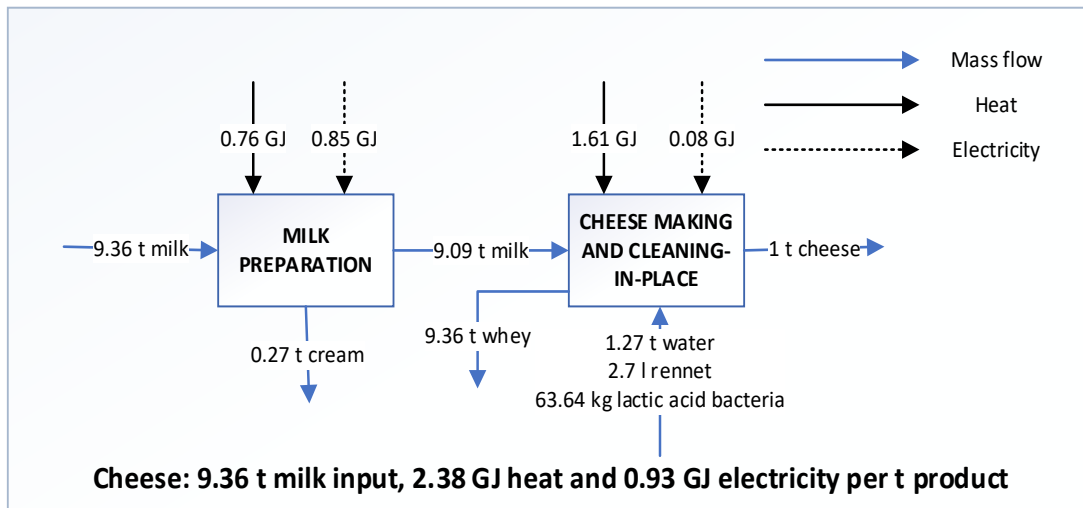 Mass flow
Heat
Electricity
0.76 GJ
0.85 GJ
1.61 GJ
0.08 GJ
9.36 t milk
MILK
PREPARATION
9.09 t milk
CHEESE MAKING
AND CLEANING-
IN-PLACE
1 t cheese
0.27 t cream
9.36 t whey
1.27 t water
2.7 l rennet
63.64 kg lactic acid bacteria
Cheese: 9.36 t milk input, 2.38 GJ heat and 0.93 GJ electricity per t product